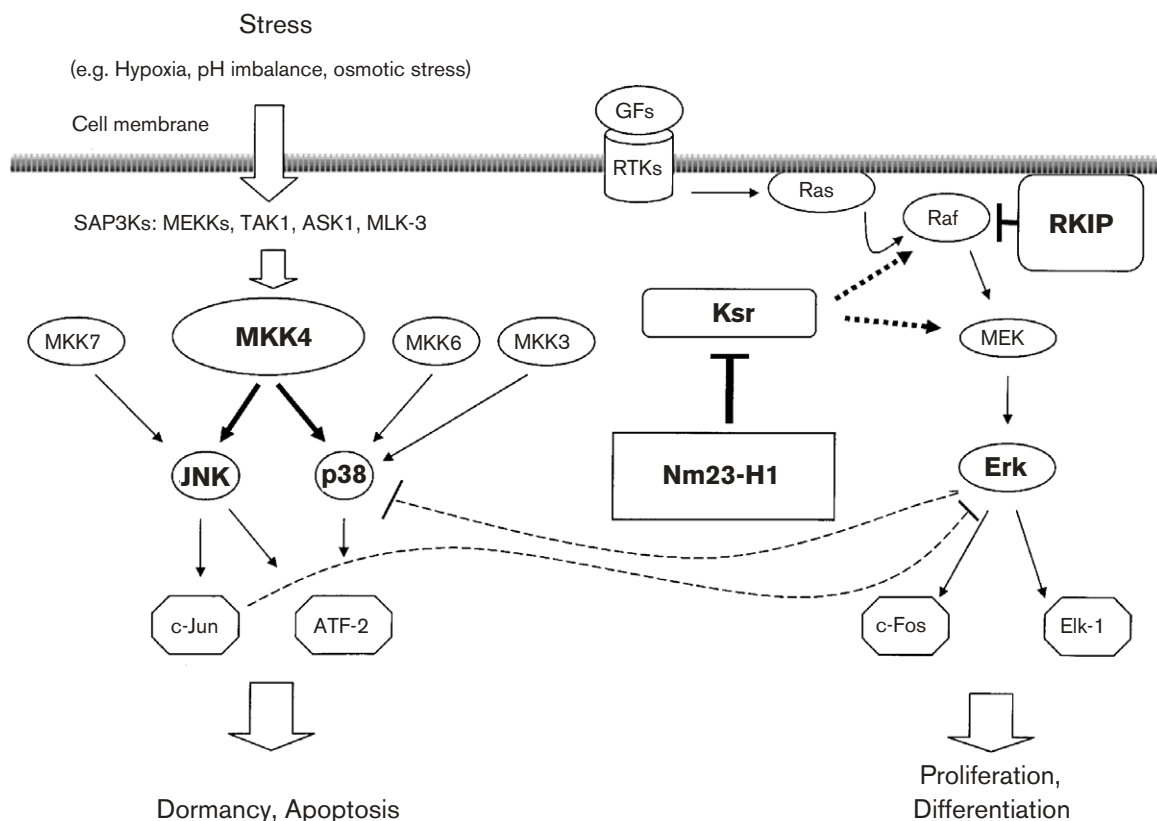 Stress
(e.g. Hypoxia, pH imbalance, osmotic stress)
Cell membrane
GFs
RTKs
Ras
Raf
RKIP
SAP3Ks: MEKKs, TAK1, ASK1, MLK-3
Ksr
MKK7
MKK4
MKK6
MKK3
MEK
JNK
p38
Nm23-H1
Erk
c-Jun
ATF-2
c-Fos
Elk-1
Dormancy, Apoptosis
Proliferation,
Differentiation